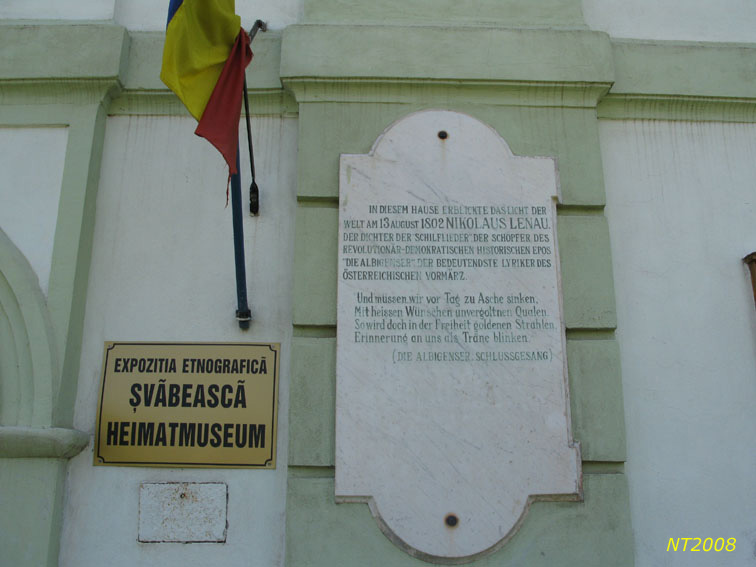 EXPOZITIA ETNOGRAFICĂ
ȘVĂBEASCĂ
HEIMATMUSEUM
IN DIESEM HAUSE ERBLICKTE DAS LICHT DER
WELT AM 13 AUGUST 1802 NIKOLAUS LENAU.
DER DICHTER DER SCHILFLIEDER" DER SCHÖPFER DES
REVOLUTIONÄR-DEMOKRATISCHEN HISTORISCHEN EPOS
"DIE ALBIGENSER", DER BEDEUTENDSTE LYRIKER DES
ÖSTERREICHISCHEN VORMÄRZ.
Und müssen wir vor Tag zu Asche sinken,
Mit heissen Wünschen unvergoltnen Qualen,
So wird doch in der Freiheit goldenen Strahlen,
Erinnerung an uns als Träne blinken.
(DIE ALBIGENSER, SCHLUSSGESANG)
NT2008